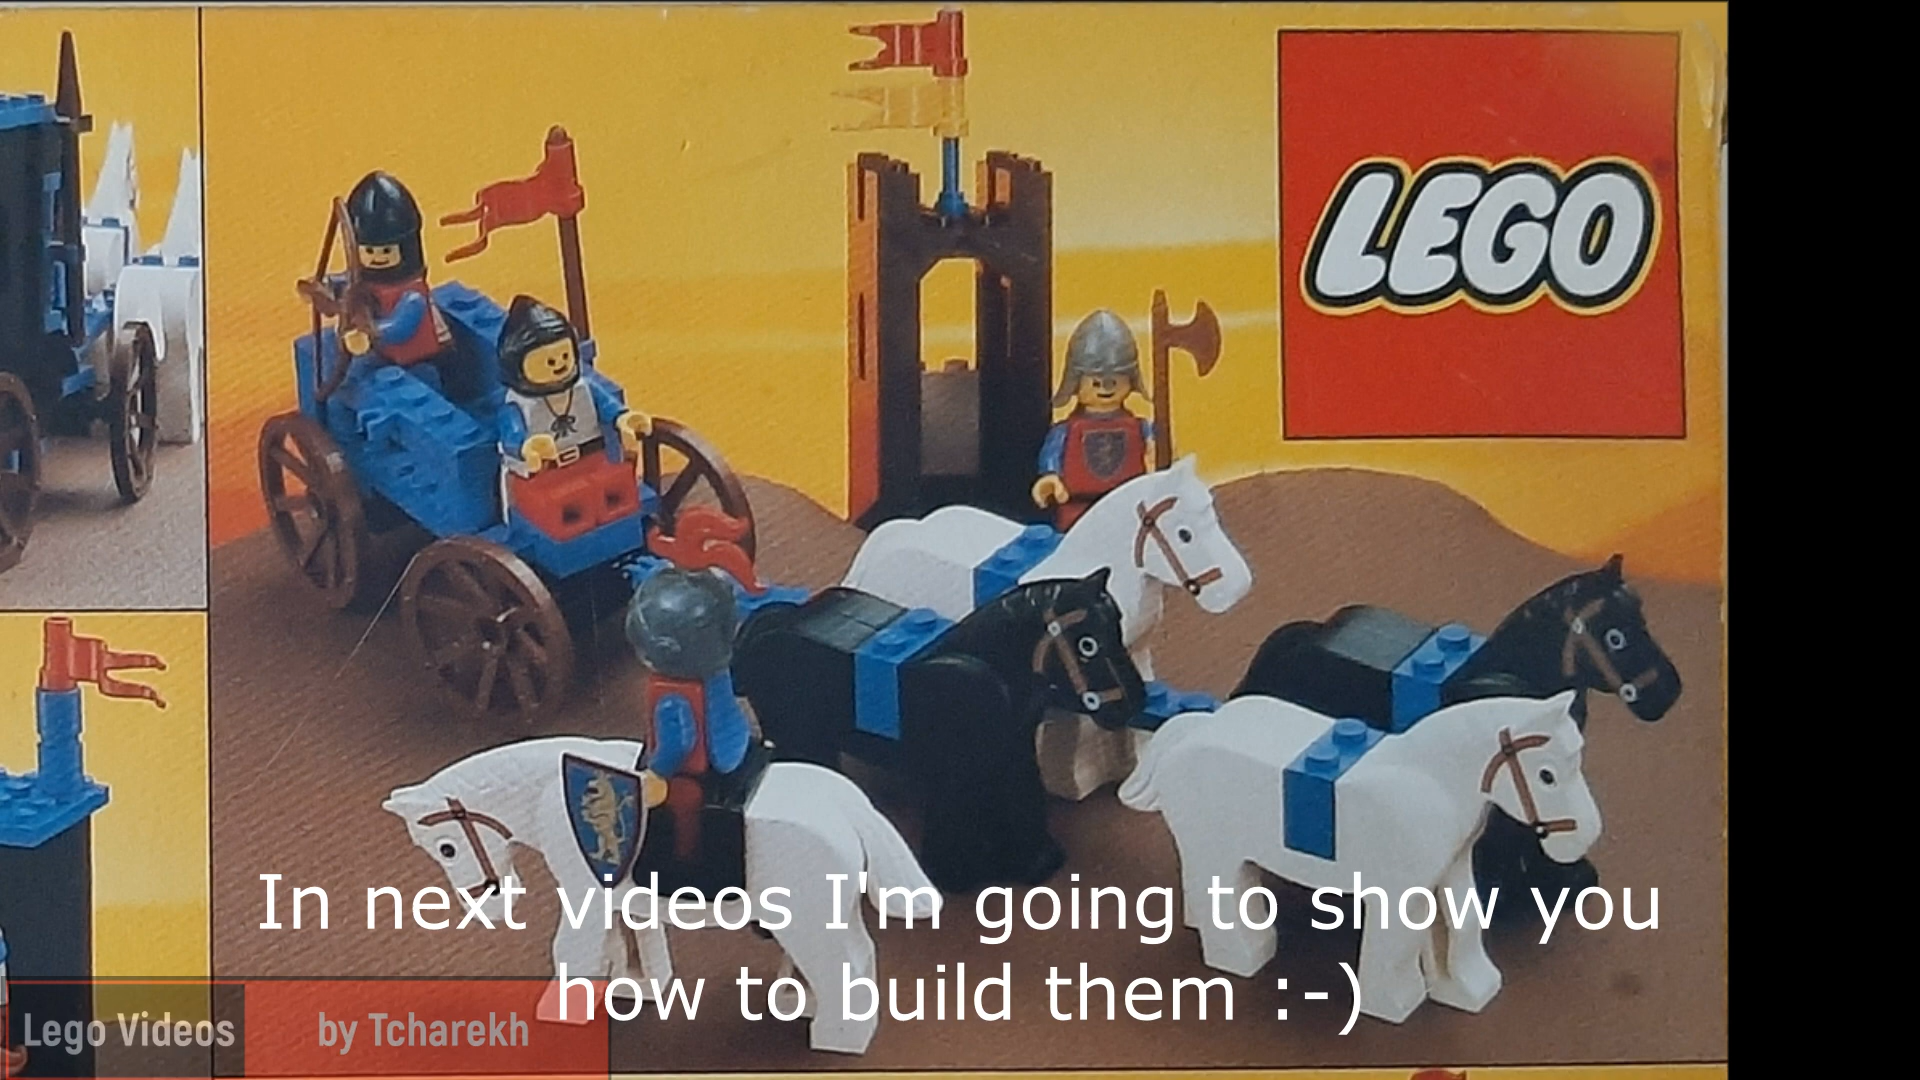 LEGO
In next videos I'm going to show you
how to build them :-)
Lego Videos by Tcharekh